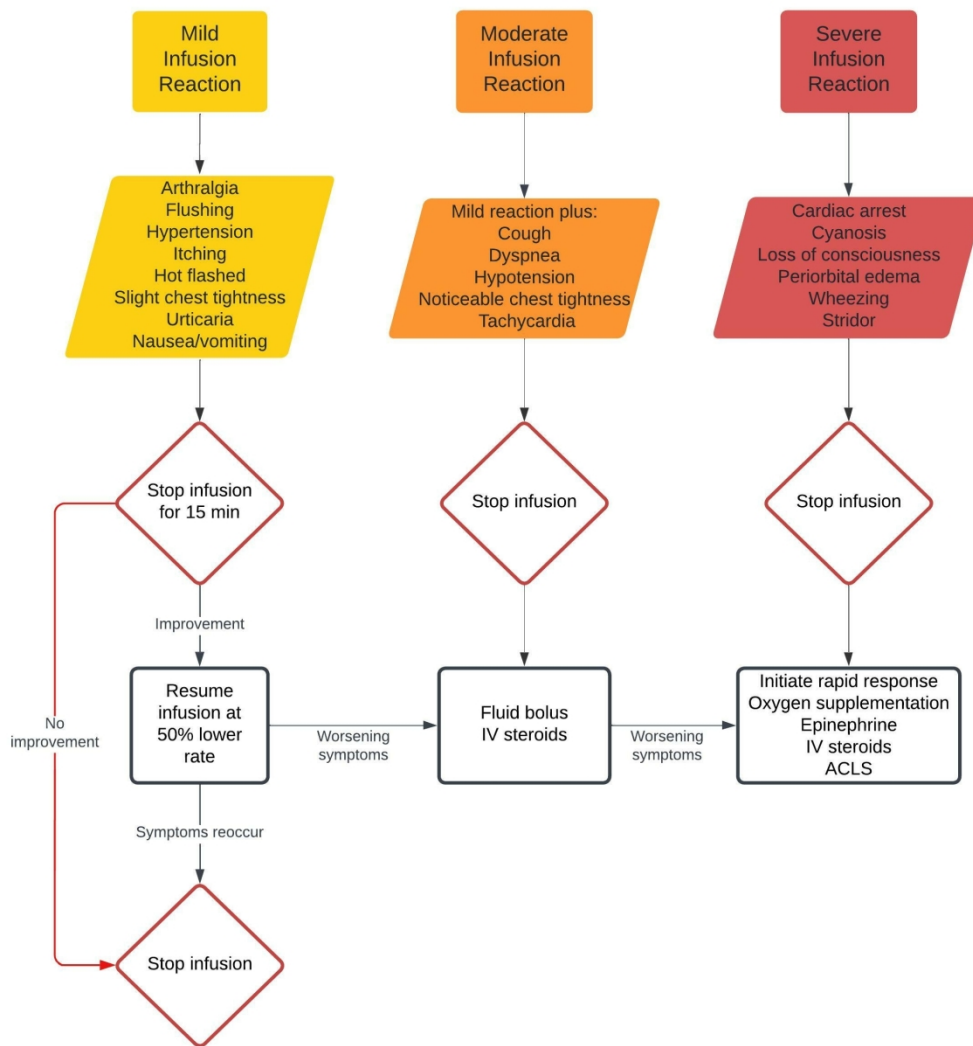 Mild
Infusion
Reaction
Arthralgia
Flushing
Hypertension
Itching
Hot flashed
Slight chest tightness
Urticaria
Nausea/vomiting
Stop infusion
for 15 min
Improvement
No
improvement
Resume
infusion at
50% lower
rate
Worsening
symptoms
Symptoms reoccur
Stop infusion
Moderate
Infusion
Reaction
Mild reaction plus:
Cough
Dyspnea
Hypotension
Noticeable chest tightness
Tachycardia
Stop infusion
Fluid bolus
IV steroids
Worsening
symptoms
Severe
Infusion
Reaction
Cardiac arrest
Cyanosis
Loss of consciousness
Periorbital edema
Wheezing
Stridor
Stop infusion
Initiate rapid response
Oxygen supplementation
Epinephrine
IV steroids
ACLS